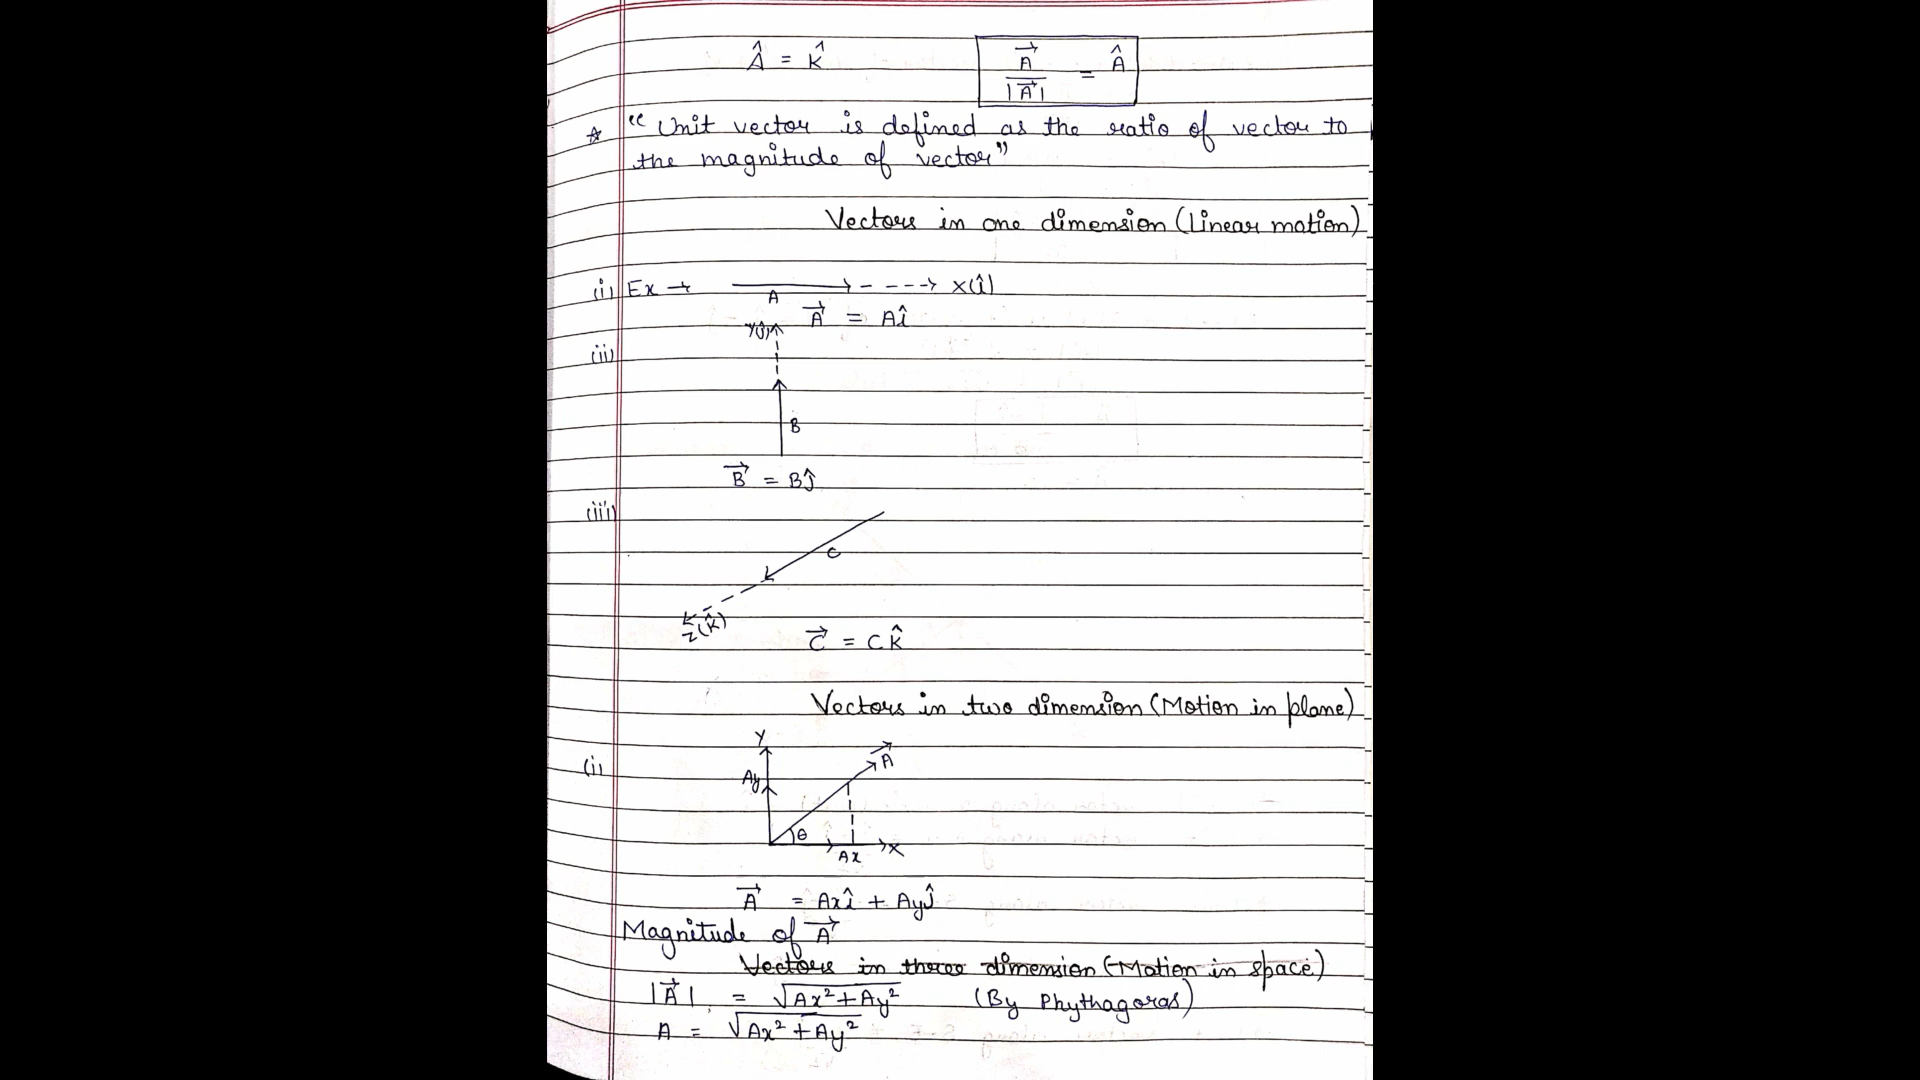 Â = k̂
A⃗ / |A⃗| = Â
☆ "Unit vector is defined as the ratio of vector to
the magnitude of vector"
Vectors in one dimension (Linear motion)
(i) Ex → A X(î)
A⃗ = Aî
Y(ĵ)
(ii)
B
B⃗ = Bĵ
(iii)
C
Z(k̂)
C⃗ = Ck̂
Vectors in two dimension (Motion in plane)
Y
(i)
A⃗
Ay
θ
Ax X
A⃗ = Axî + Ayĵ
Magnitude of A⃗
Vectors in three dimension (Motion in space)
|A⃗| = √Ax²+Ay² (By Phythagoras)
A = √Ax²+Ay²